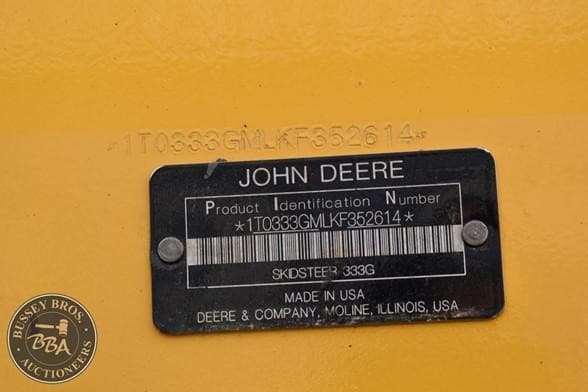 *1T0333GMLKF352614*
JOHN DEERE
Product Identification Number
*1T0333GMLKF352614*
SKIDSTEER 333G
MADE IN USA
DEERE & COMPANY, MOLINE, ILLINOIS, USA
BUSSEY BROS.
BBA
AUCTIONEERS